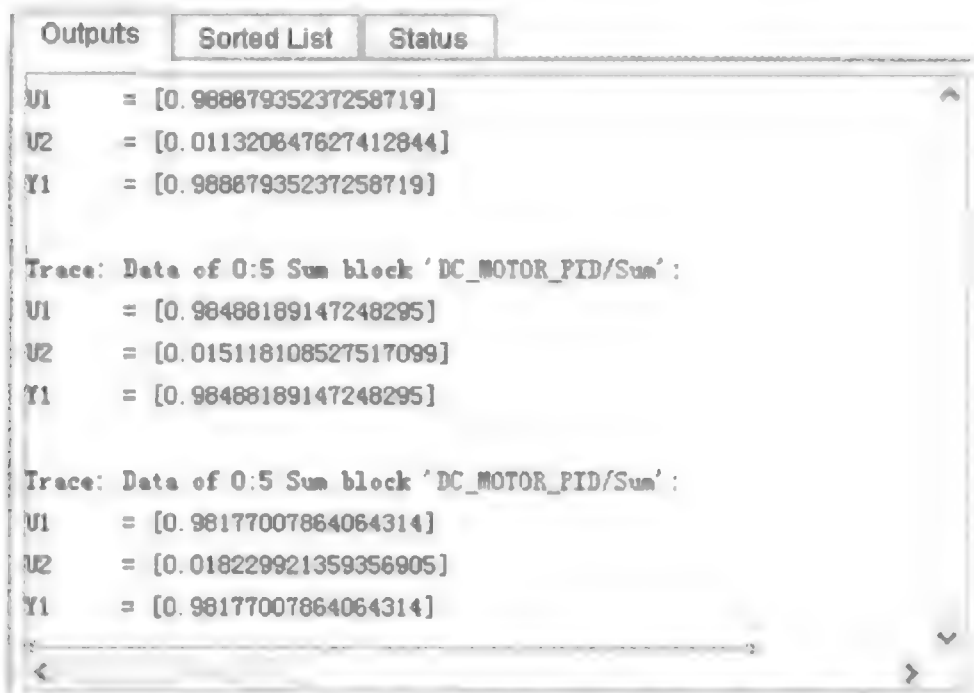 Outputs Sorted List Status
U1 = [0.98867935237258719]
U2 = [0.011320647627412844]
Y1 = [0.98867935237258719]
Trace: Data of 0:5 Sum block 'DC_MOTOR_PID/Sum':
U1 = [0.98488189147248295]
U2 = [0.015118108527517099]
Y1 = [0.98488189147248295]
Trace: Data of 0:5 Sum block 'DC_MOTOR_PID/Sum':
U1 = [0.98177007864064314]
U2 = [0.018229921359356905]
Y1 = [0.98177007864064314]